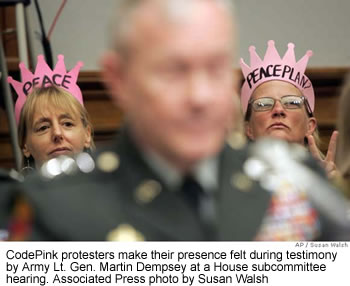 PEACE
PEACE PLAN!
AP / Susan Walsh
CodePink protesters make their presence felt during testimony
by Army Lt. Gen. Martin Dempsey at a House subcommittee
hearing. Associated Press photo by Susan Walsh